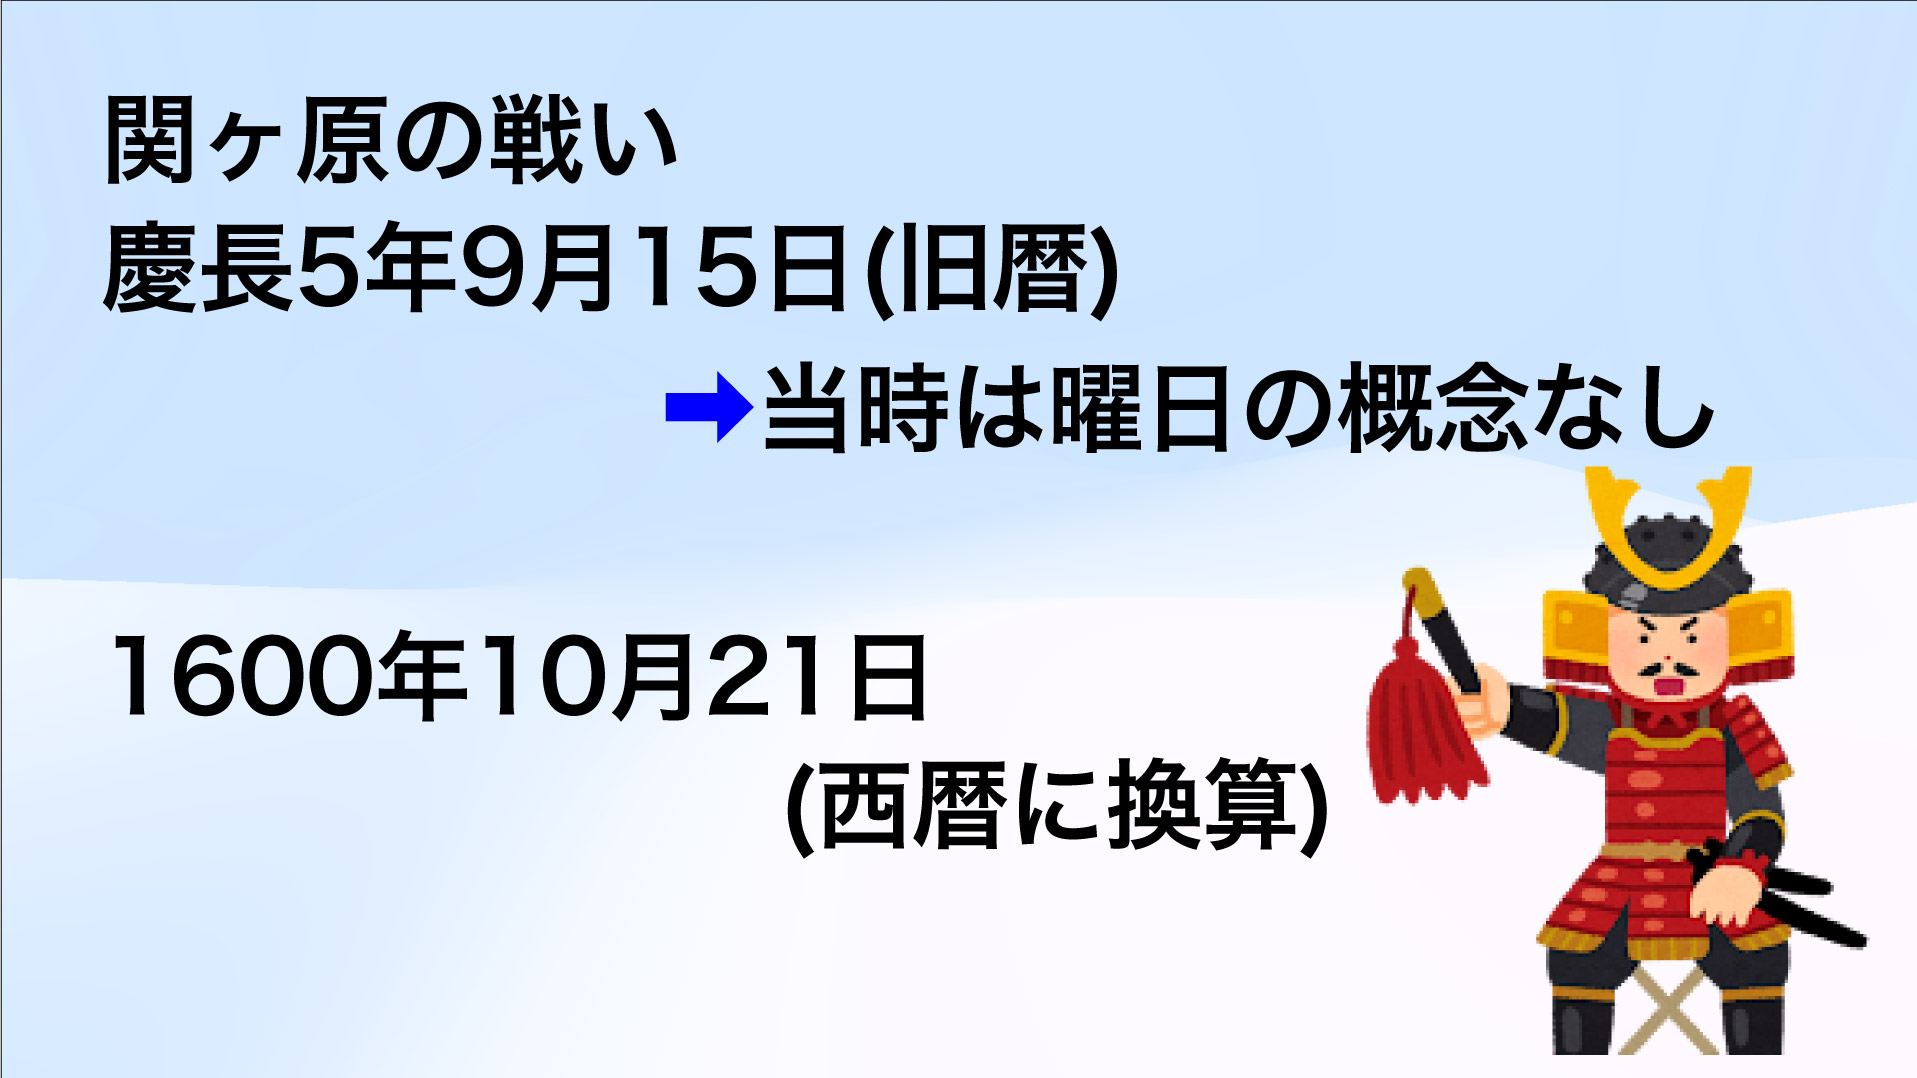 関ヶ原の戦い
慶長5年9月15日(旧暦)
➡当時は曜日の概念なし
1600年10月21日
(西暦に換算)